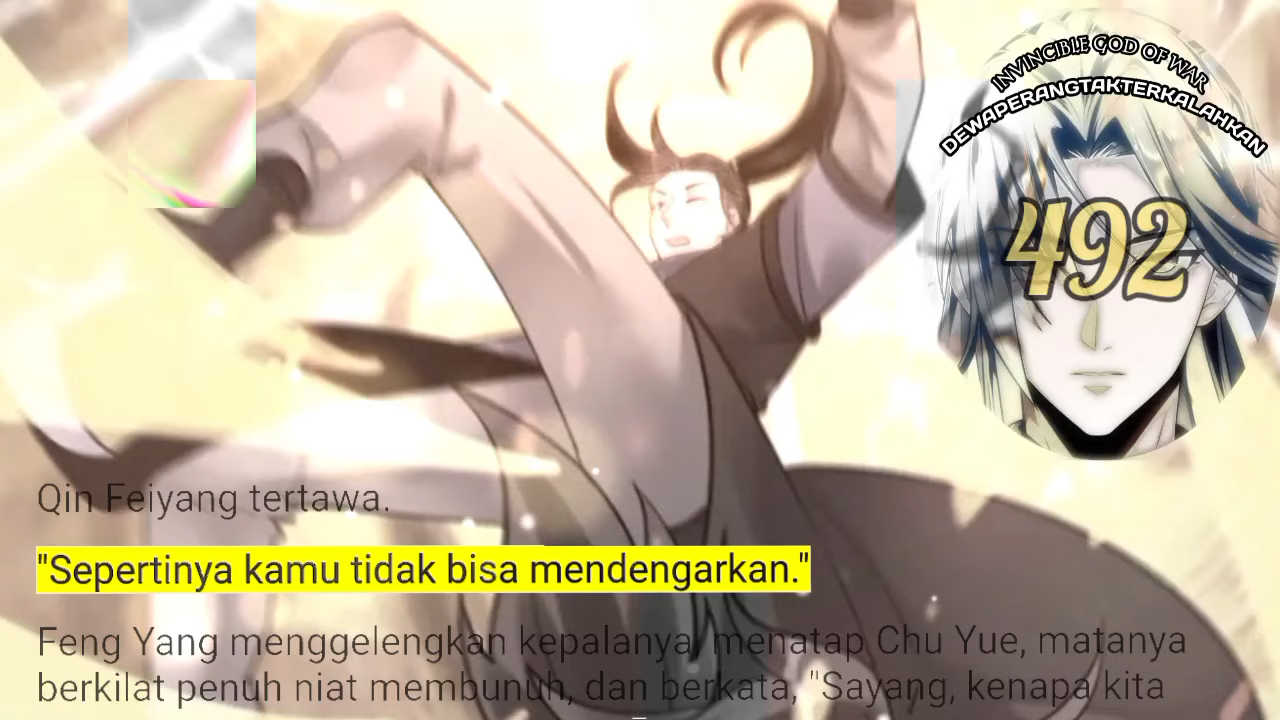 INVINCIBLE GOD OF WAR
DEWAPERANGTAKTERKALAHKAN
492
Qin Feiyang tertawa.
"Sepertinya kamu tidak bisa mendengarkan."
Feng Yang menggelengkan kepalanya, menatap Chu Yue, matanya
berkilat penuh niat membunuh, dan berkata, "Sayang, kenapa kita